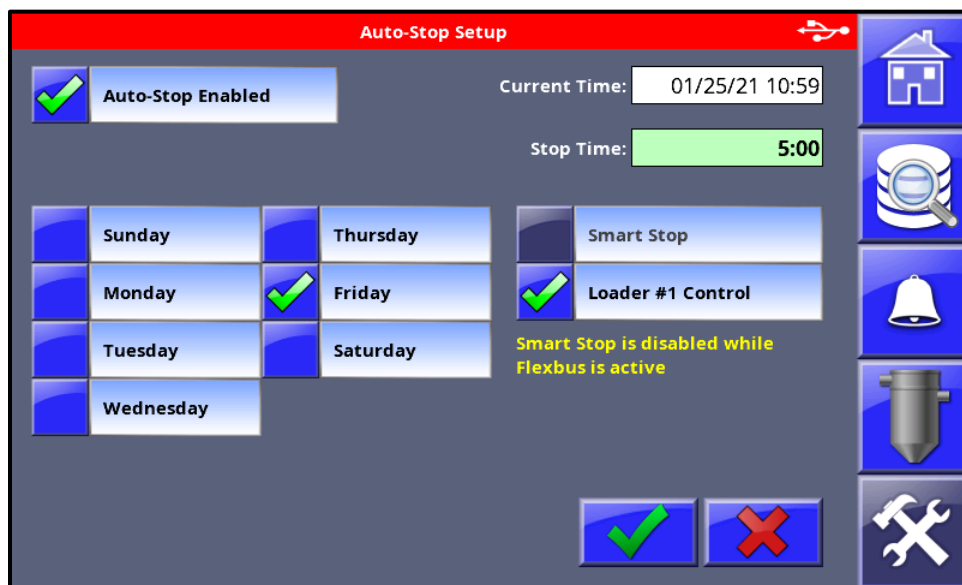 Auto-Stop Setup
Auto-Stop Enabled
Current Time: 01/25/21 10:59
Stop Time: 5:00
Sunday
Thursday
Smart Stop
Monday
Friday
Loader #1 Control
Tuesday
Saturday
Smart Stop is disabled while
Flexbus is active
Wednesday